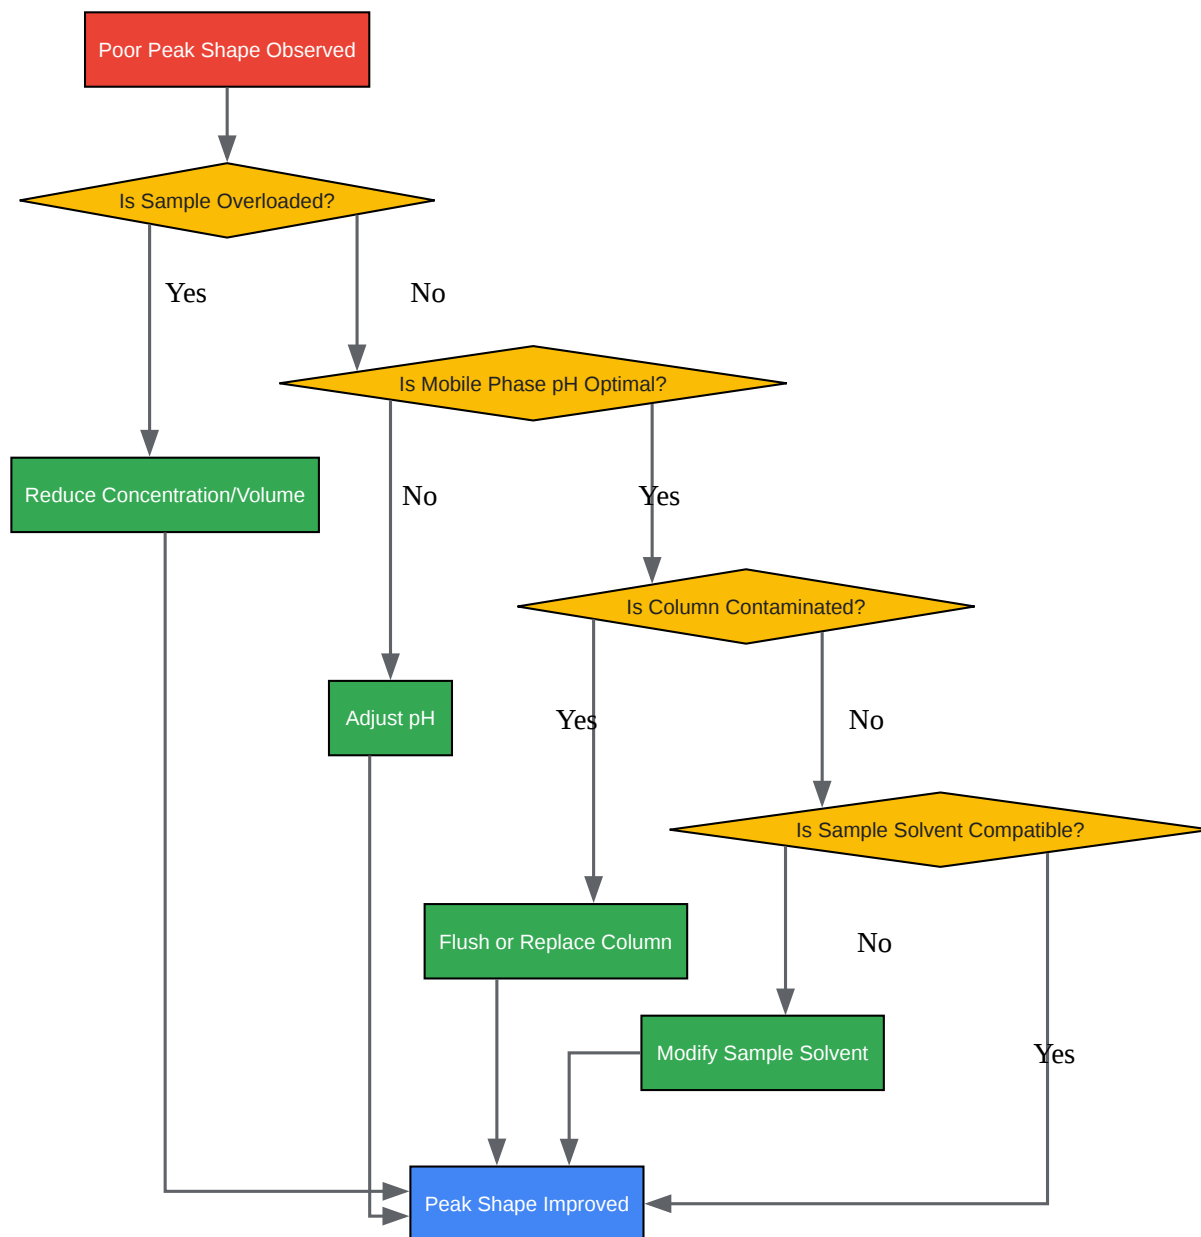 Poor Peak Shape Observed
Is Sample Overloaded?
Yes
No
Is Mobile Phase pH Optimal?
Reduce Concentration/Volume
No
Yes
Is Column Contaminated?
Adjust pH
Yes
No
Is Sample Solvent Compatible?
Flush or Replace Column
No
Modify Sample Solvent
Yes
Peak Shape Improved